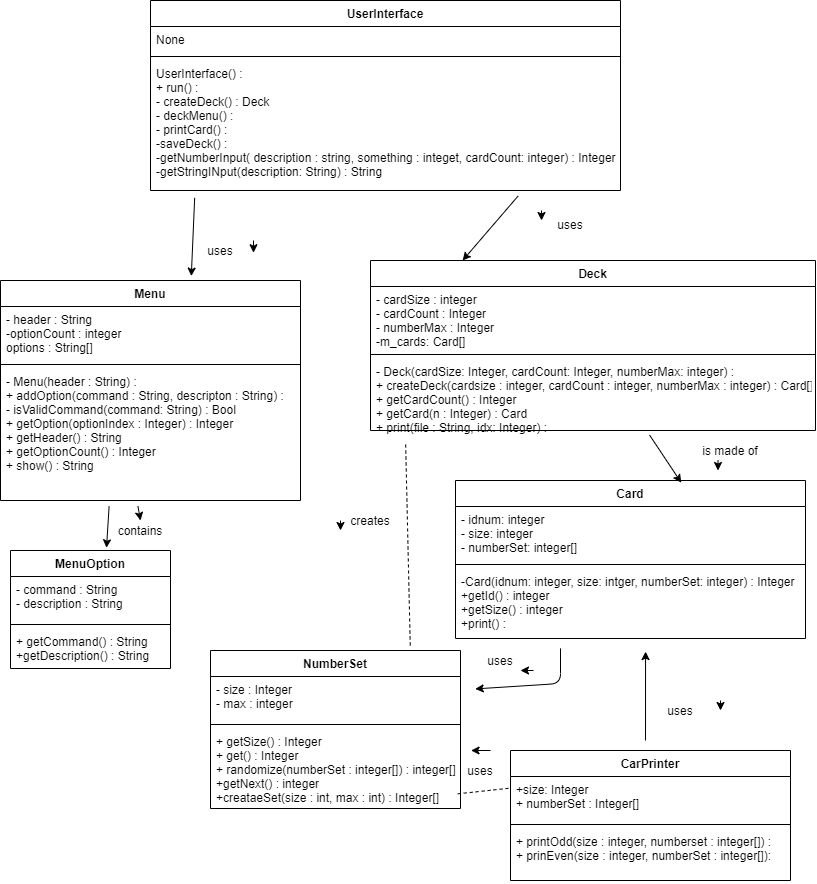 UserInterface
None
UserInterface() :
+ run() :
- createDeck() : Deck
- deckMenu() :
- printCard() :
-saveDeck() :
-getNumberInput( description : string, something : integet, cardCount: integer) : Integer
-getStringINput(description: String) : String
uses
uses
Menu
- header : String
-optionCount : integer
options : String[]
- Menu(header : String) :
+ addOption(command : String, descripton : String) :
- isValidCommand(command: String) : Bool
+ getOption(optionIndex : Integer) : Integer
+ getHeader() : String
+ getOptionCount() : Integer
+ show() : String
Deck
- cardSize : integer
- cardCount : Integer
- numberMax : Integer
-m_cards: Card[]
- Deck(cardSize: Integer, cardCount: Integer, numberMax: integer) :
+ createDeck(cardsize : integer, cardCount : integer, numberMax : integer) : Card[]
+ getCardCount() : Integer
+ getCard(n : Integer) : Card
+ print(file : String, idx: Integer) :
contains
creates
is made of
MenuOption
- command : String
- description : String
+ getCommand() : String
+getDescription() : String
Card
- idnum: integer
- size: integer
- numberSet: integer[]
-Card(idnum: integer, size: intger, numberSet: integer) : Integer
+getId() : integer
+getSize() : integer
+print() :
uses
uses
NumberSet
- size : Integer
- max : integer
+ getSize() : Integer
+ get() : Integer
+ randomize(numberSet : integer[]) : integer[]
+getNext() : integer
+creataeSet(size : int, max : int) : Integer[]
uses
CarPrinter
+size: Integer
+ numberSet : Integer[]
+ printOdd(size : integer, numberset : integer[]) :
+ prinEven(size : integer, numberSet : integer[]):